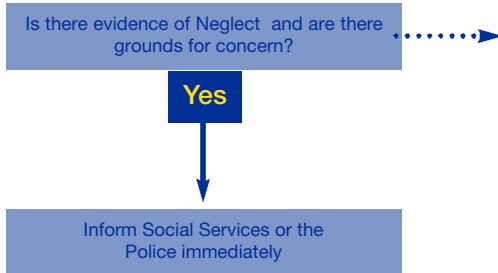 Is there evidence of Neglect  and are there
grounds for concern?
Yes
Inform Social Services or the
Police immediately